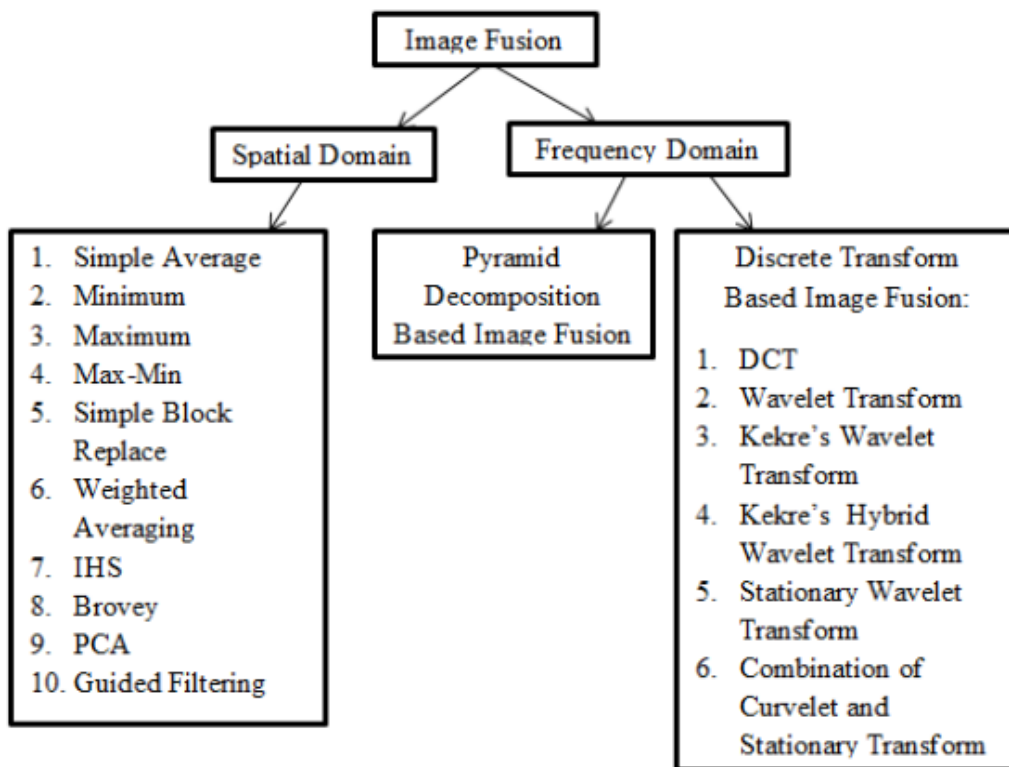 Image Fusion
Spatial Domain
Frequency Domain
1. Simple Average
2. Minimum
3. Maximum
4. Max-Min
5. Simple Block
Replace
6. Weighted
Averaging
7. IHS
8. Brovey
9. PCA
10. Guided Filtering
Pyramid
Decomposition
Based Image Fusion
Discrete Transform
Based Image Fusion:
1. DCT
2. Wavelet Transform
3. Kekre's Wavelet
Transform
4. Kekre's Hybrid
Wavelet Transform
5. Stationary Wavelet
Transform
6. Combination of
Curvelet and
Stationary Transform